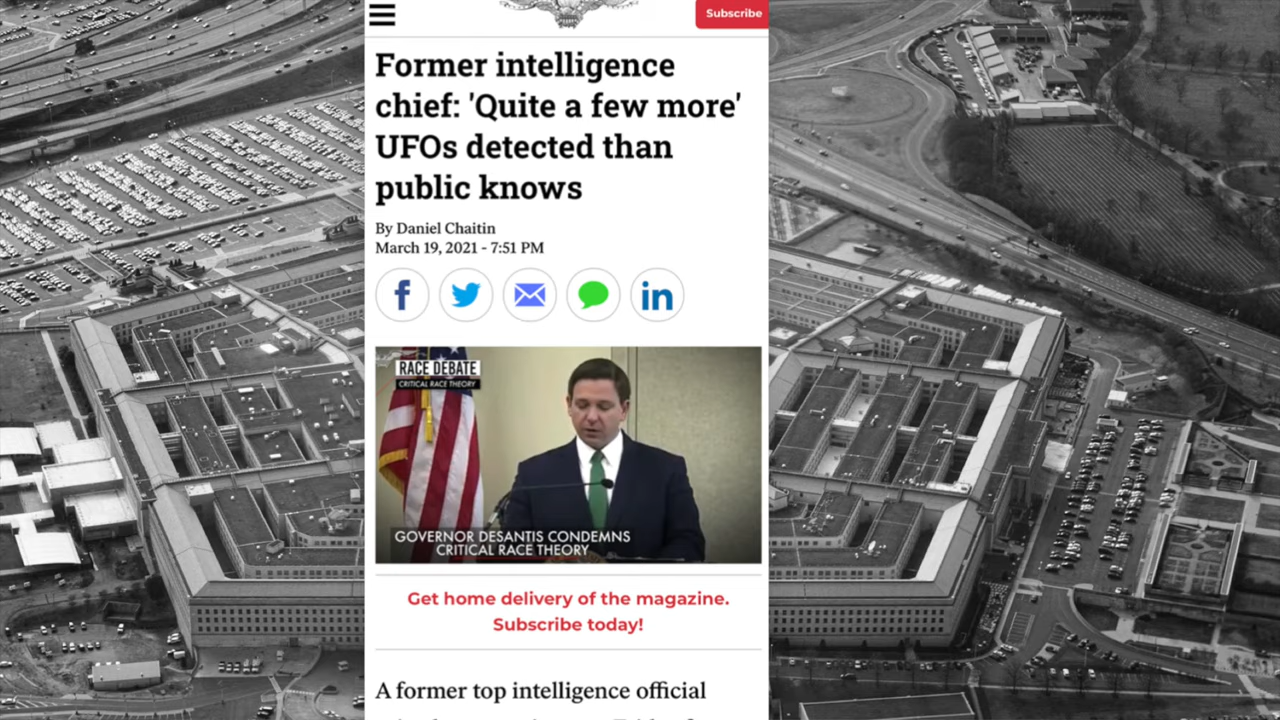 Subscribe
Former intelligence
chief: 'Quite a few more'
UFOs detected than
public knows
By Daniel Chaitin
March 19, 2021 - 7:51 PM
RACE DEBATE
CRITICAL RACE THEORY
GOVERNOR DESANTIS CONDEMNS
CRITICAL RACE THEORY
Get home delivery of the magazine.
Subscribe today!
A former top intelligence official